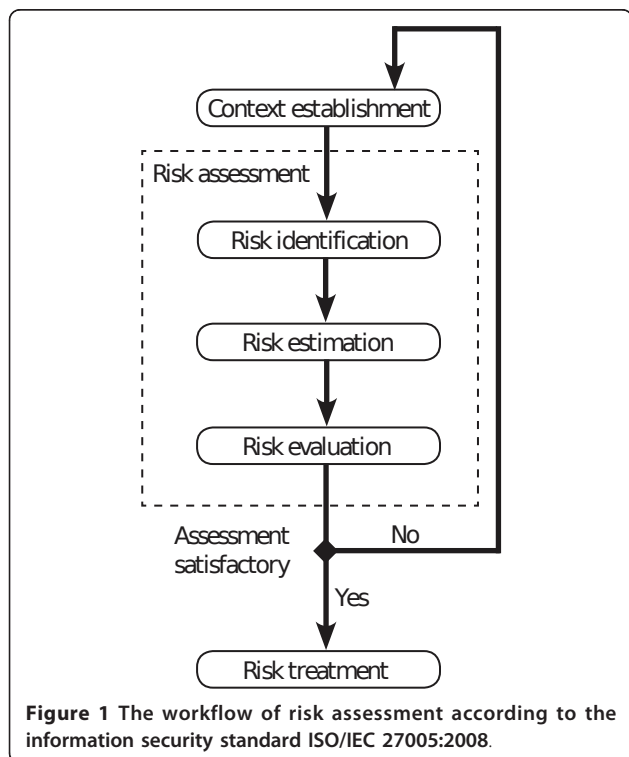 Context establishment
Risk assessment
Risk identification
Risk estimation
Risk evaluation
Assessment
satisfactory
No
Yes
Risk treatment
Figure 1 The workflow of risk assessment according to the
information security standard ISO/IEC 27005:2008.